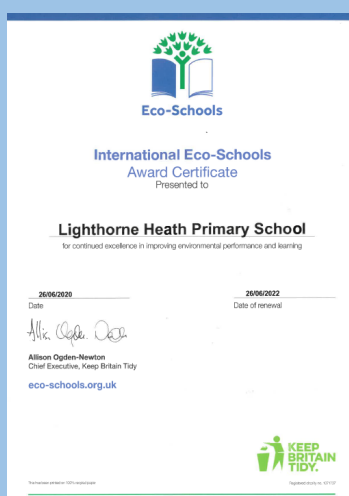 Eco-Schools
International Eco-Schools
Award Certificate
Presented to
Lighthorne Heath Primary School
for continued excellence in improving environmental performance and learning
26/06/2020
26/06/2022
Date
Date of renewal
Allison Ogden-Newton
Chief Executive, Keep Britain Tidy
eco-schools.org.uk
KEEP
BRITAIN
TIDY.